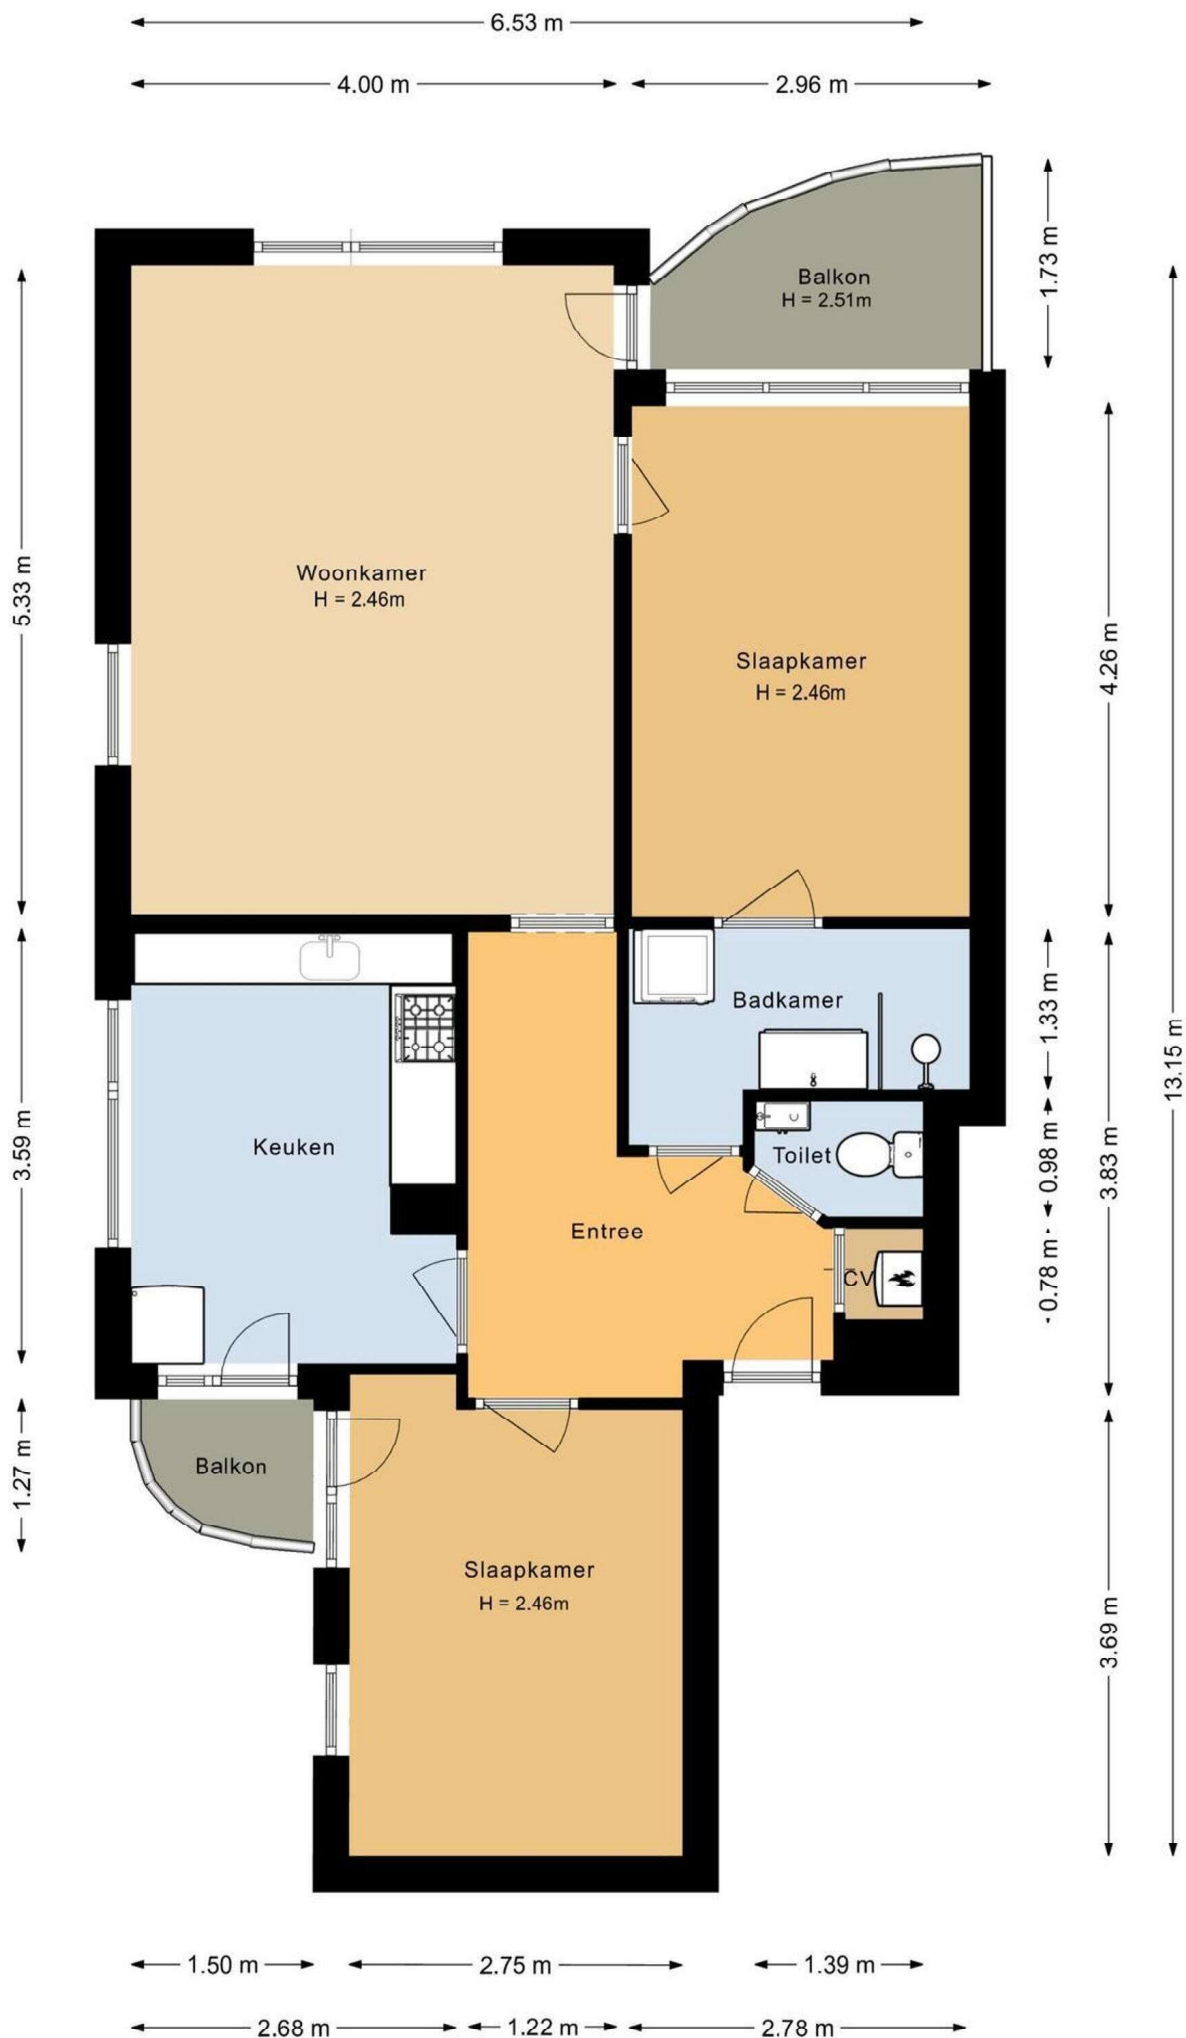 6.53 m
4.00 m
2.96 m
Balkon
H = 2.51m
1.73 m
5.33 m
Woonkamer
H = 2.46m
Slaapkamer
H = 2.46m
4.26 m
Badkamer
1.33 m
13.15 m
3.59 m
Keuken
Toilet
0.98 m
3.83 m
Entree
CV
0.78 m
Balkon
1.27 m
Slaapkamer
H = 2.46m
3.69 m
1.50 m
2.75 m
1.39 m
2.68 m
1.22 m
2.78 m